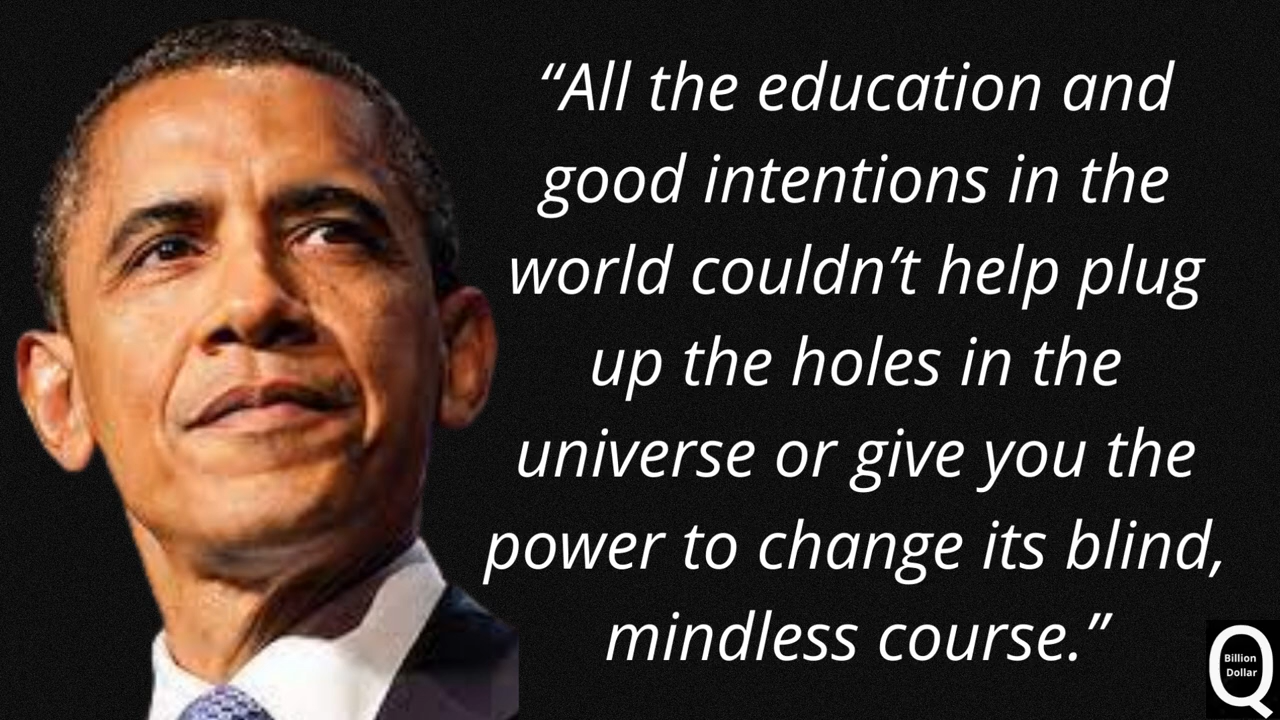 “All the education and
good intentions in the
world couldn’t help plug
up the holes in the
universe or give you the
power to change its blind,
mindless course.”
Billion
Dollar
Q